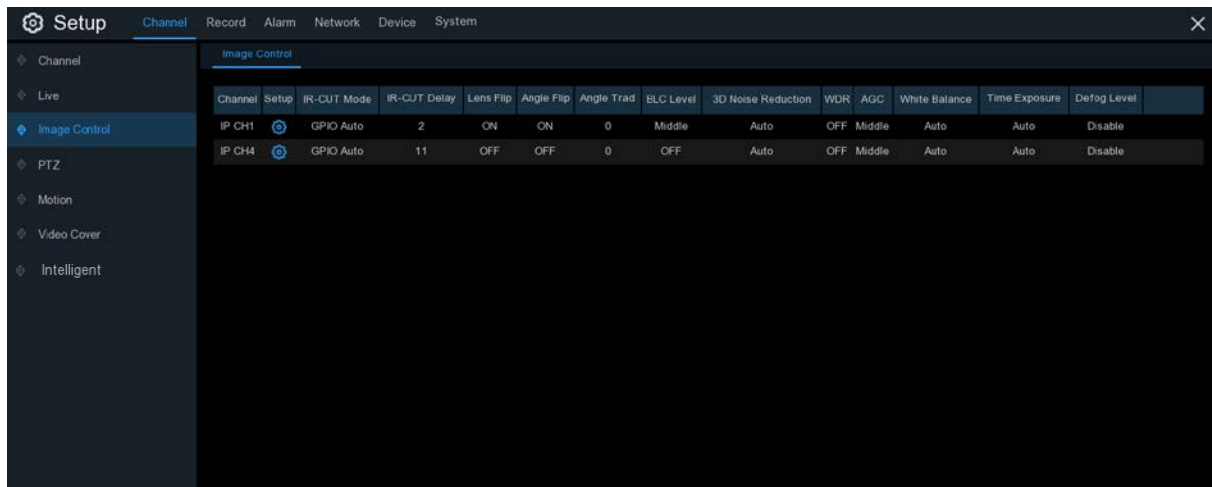 Setup Channel Record Alarm Network Device System
Channel
Live
Image Control
PTZ
Motion
Video Cover
Intelligent
Image Control
Channel Setup IR-CUT Mode IR-CUT Delay Lens Flip Angle Flip Angle Trad BLC Level 3D Noise Reduction WDR AGC White Balance Time Exposure Defog Level
IP CH1 GPIO Auto 2 ON ON 0 Middle Auto OFF Middle Auto Auto Disable
IP CH4 GPIO Auto 11 OFF OFF 0 OFF Auto OFF Middle Auto Auto Disable